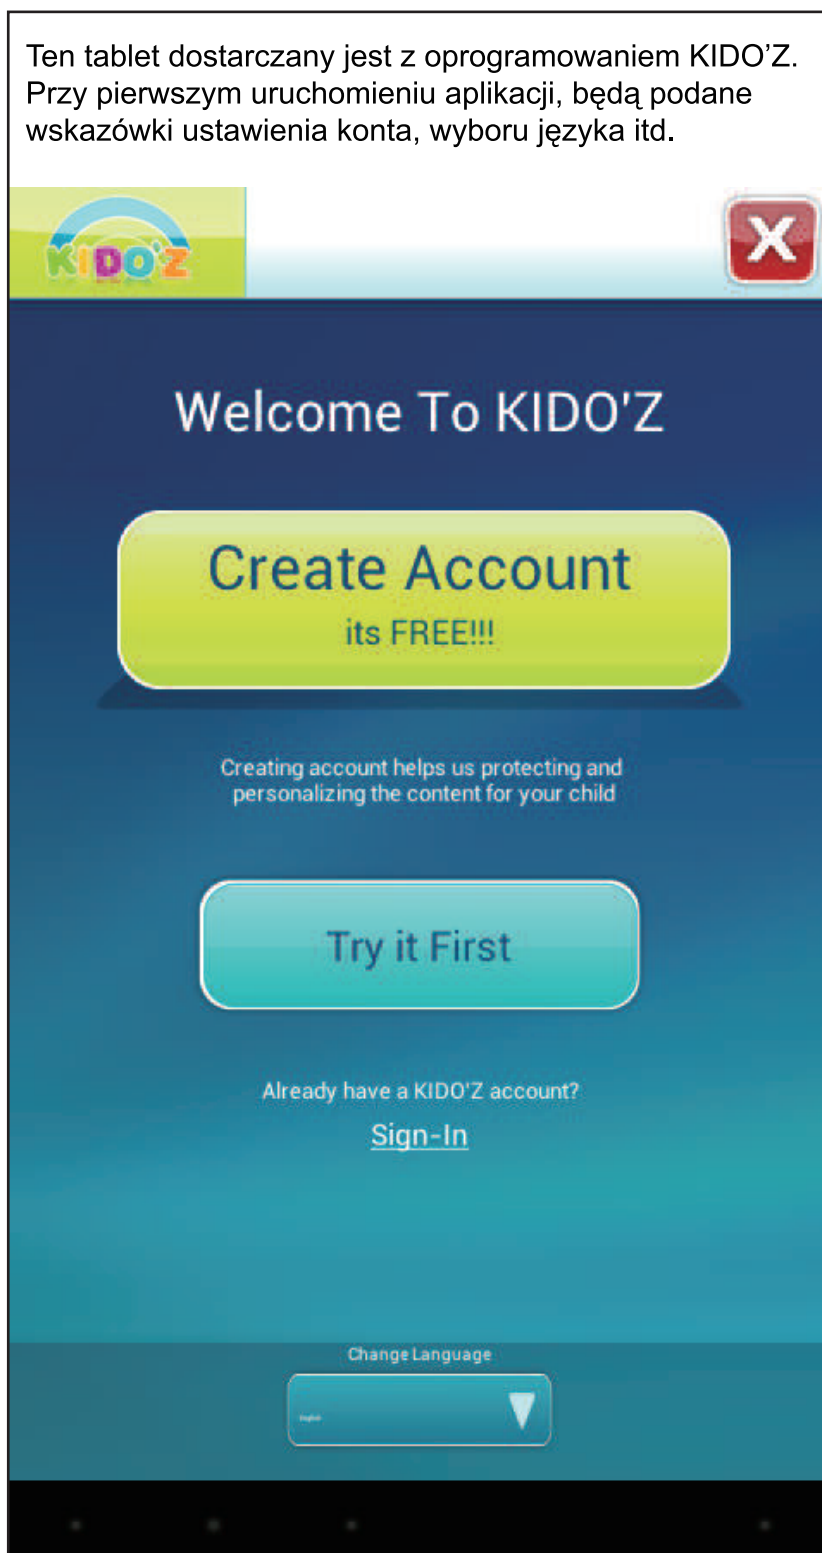 Ten tablet dostarczany jest z oprogramowaniem KIDO'Z.
Przy pierwszym uruchomieniu aplikacji, będą podane
wskazówki ustawienia konta, wyboru języka itd.
KIDO'Z
Welcome To KIDO'Z
Create Account
its FREE!!!
Creating account helps us protecting and
personalizing the content for your child
Try it First
Already have a KIDO'Z account?
Sign-In
Change Language
English